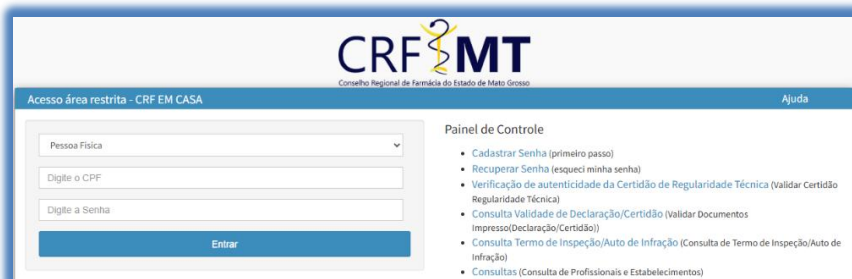 CRF MT
Conselho Regional de Farmácia do Estado de Mato Grosso
Acesso área restrita - CRF EM CASA
Ajuda
Pessoa Física
Digite o CPF
Digite a Senha
Entrar
Painel de Controle
Cadastrar Senha (primeiro passo)
Recuperar Senha (esqueci minha senha)
Verificação de autenticidade da Certidão de Regularidade Técnica (Validar Certidão
Regularidade Técnica)
Consulta Validade de Declaração/Certidão (Validar Documentos
Impresso(Declaração/Certidão))
Consulta Termo de Inspeção/Auto de Infração (Consulta de Termo de Inspeção/Auto de
Infração)
Consultas (Consulta de Profissionais e Estabelecimentos)